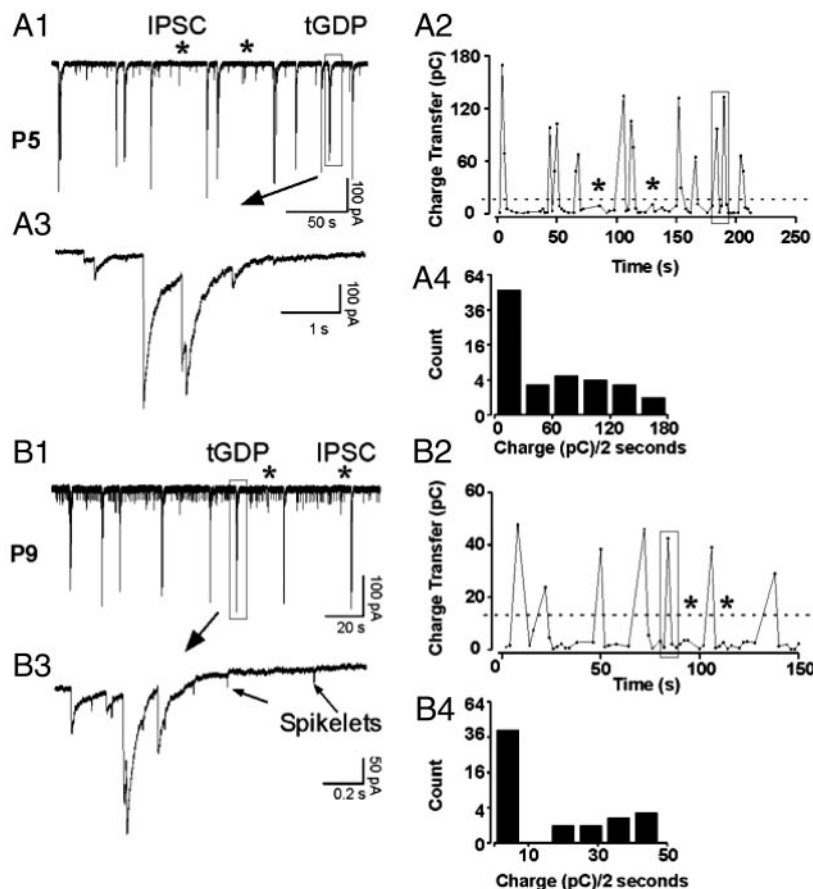 A1
IPSC
tGDP
*
*
P5
100 pA
50 s
A2
180
120
60
0
Charge Transfer (pC)
*
*
0
50
100
150
200
250
Time (s)
A3
100 pA
1 s
A4
64
36
16
4
0
Count
60
120
180
Charge (pC)/2 seconds
B1
tGDP
IPSC
*
*
P9
100 pA
20 s
B2
60
40
20
0
Charge Transfer (pC)
*
*
50
100
150
Time (s)
B3
Spikelets
50 pA
0.2 s
B4
64
36
16
4
0
Count
10
30
50
Charge (pC)/2 seconds